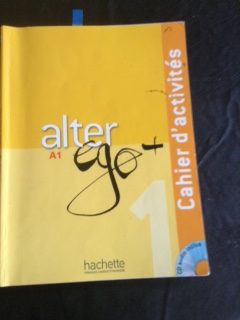 alter
ego+
A1
1
Cahier d'activités
hachette